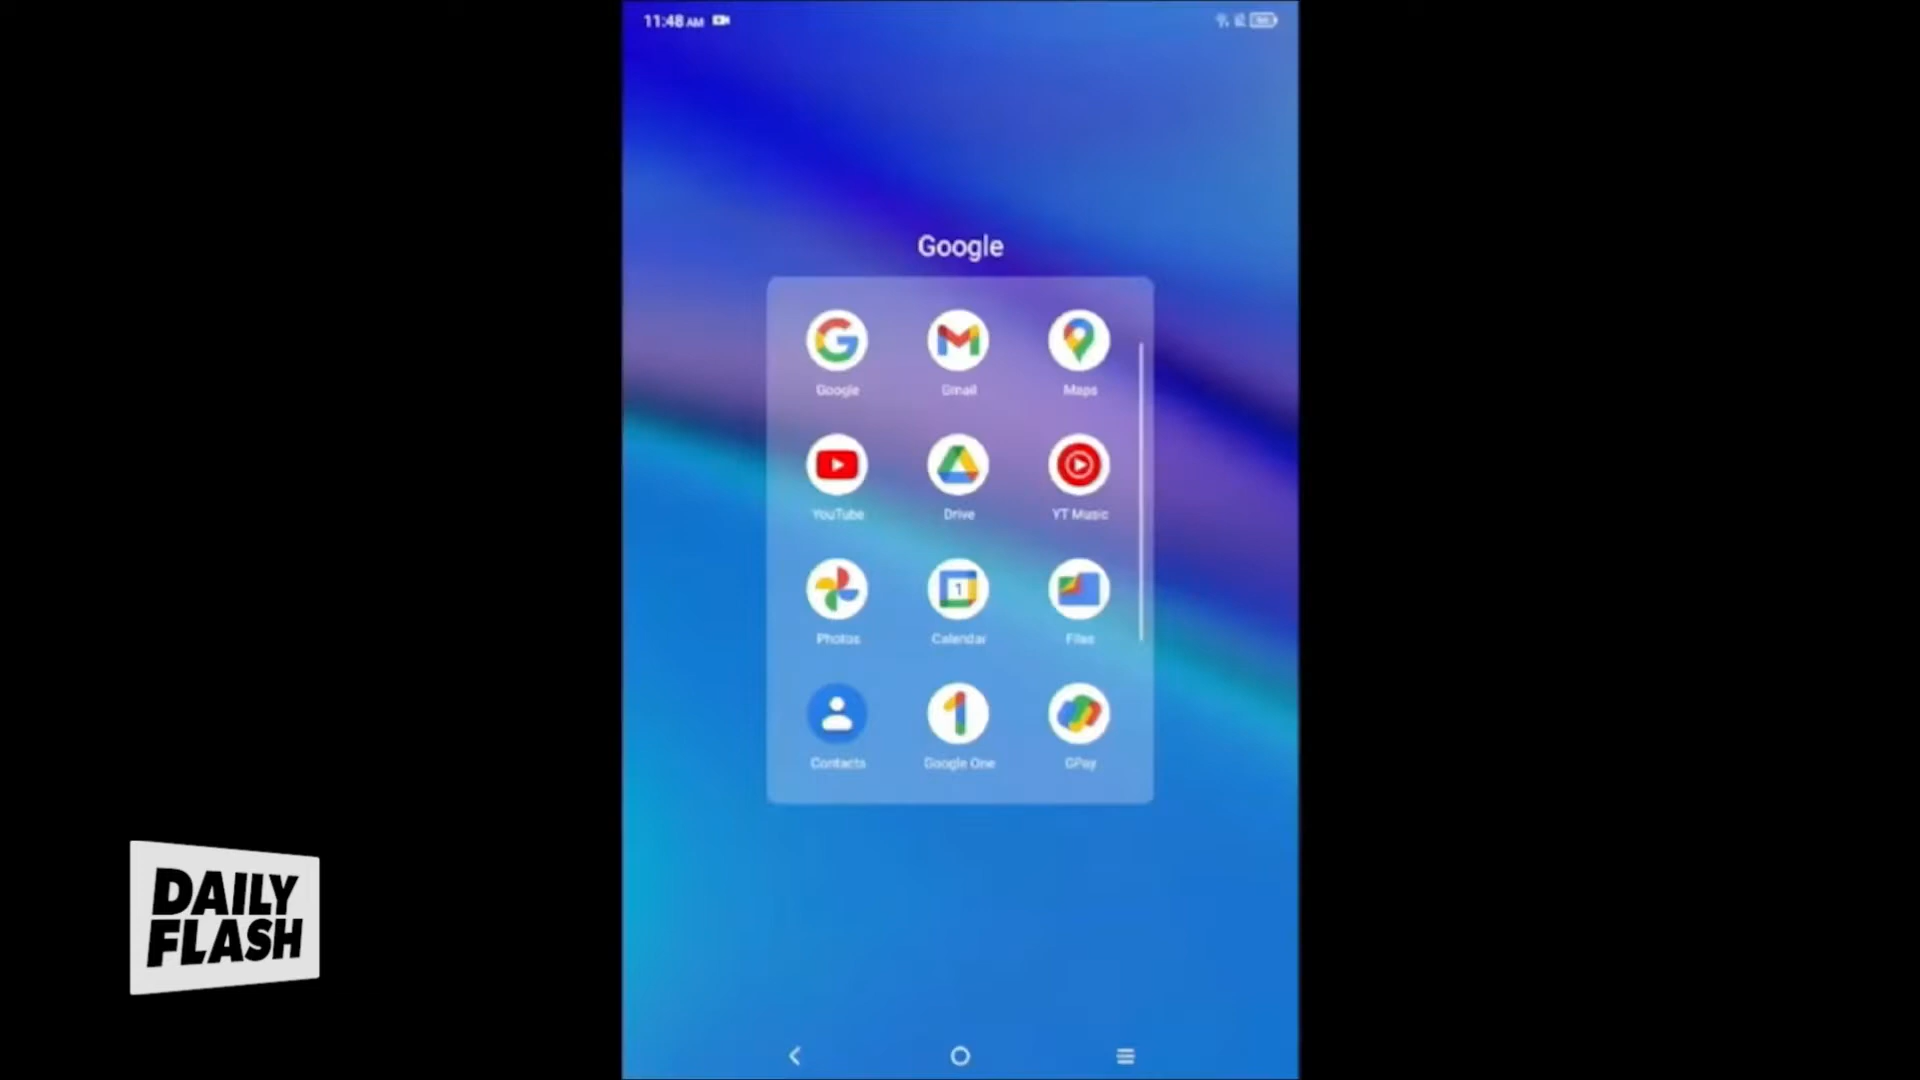 11:48 AM
Google
Google
Gmail
Maps
YouTube
Drive
YT Music
Photos
Calendar
1
Files
Contacts
Google One
GPay
DAILY
FLASH